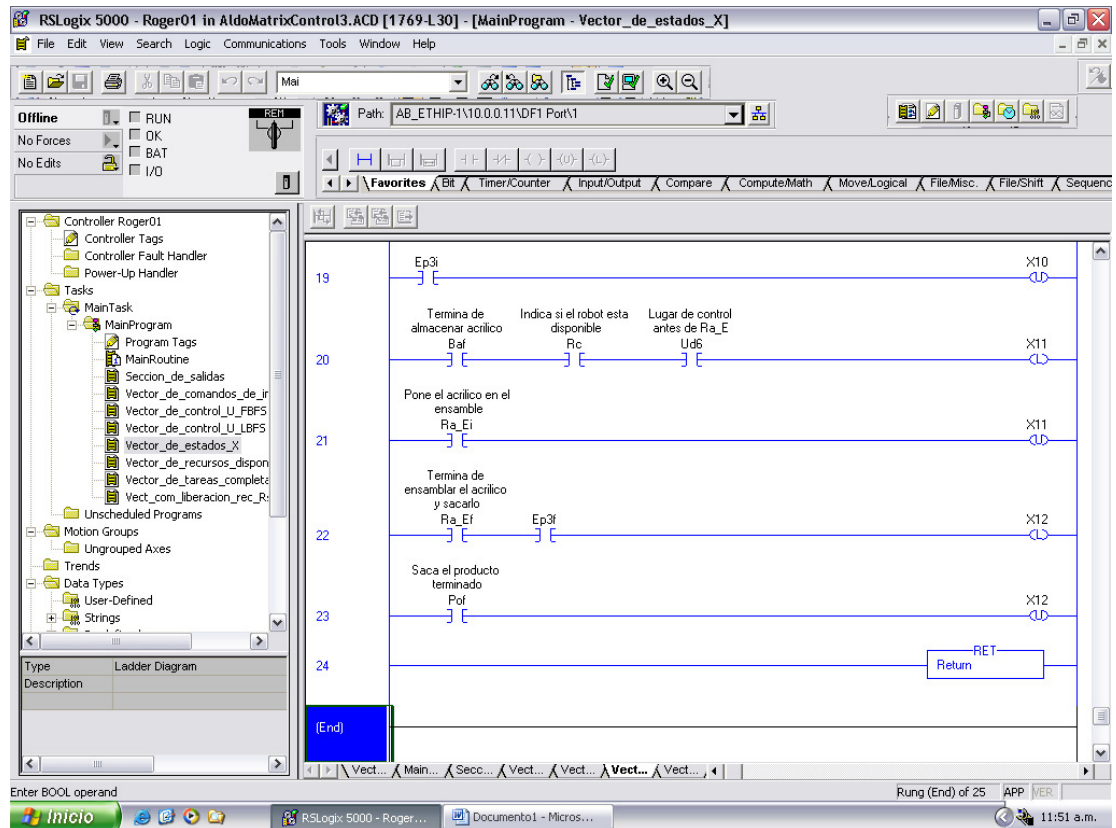 RSLogix 5000 - Roger01 in AldoMatrixControl3.ACD [1769-L30] - [MainProgram - Vector_de_estados_X]
File Edit View Search Logic Communications Tools Window Help
Mai
Offline
RUN
REM
No Forces
OK
No Edits
BAT
I/O
Path: AB_ETHIP-1\10.0.0.11\DF1 Port\1
Favorites Bit Timer/Counter Input/Output Compare Compute/Math Move/Logical File/Misc. File/Shift Sequenc
Controller Roger01
Controller Tags
Controller Fault Handler
Power-Up Handler
Tasks
MainTask
MainProgram
Program Tags
MainRoutine
Seccion_de_salidas
Vector_de_comandos_de_ir
Vector_de_control_U_FBFS
Vector_de_control_U_LBFS
Vector_de_estados_X
Vector_de_recursos_dispon
Vector_de_tareas_completa
Vect_com_liberacion_rec_R:
Unscheduled Programs
Motion Groups
Ungrouped Axes
Trends
Data Types
User-Defined
Strings
Type Ladder Diagram
Description
Ep3i X10
19 U
Termina de almacenar acrilico
Baf
Indica si el robot esta disponible
Rc
Lugar de control antes de Ra_E
Ud6
X11
20 L
Pone el acrilico en el ensamble
Ra_Ei X11
21 U
Termina de ensamblar el acrilico y sacarlo
Ra_Ef Ep3f X12
22 L
Saca el producto terminado
Pof X12
23 U
RET
24 Return
(End)
Vect... Main... Secc... Vect... Vect... Vect... Vect...
Enter BOOL operand
Rung (End) of 25 APP VER
Inicio
RSLogix 5000 - Roger...
Documento1 - Micros...
11:51 a.m.